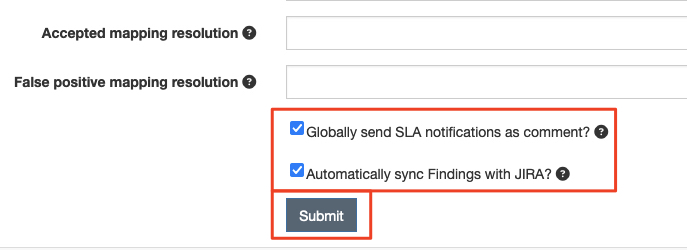 Accepted mapping resolution ?
False positive mapping resolution ?
Globally send SLA notifications as comment? ?
Automatically sync Findings with JIRA? ?
Submit